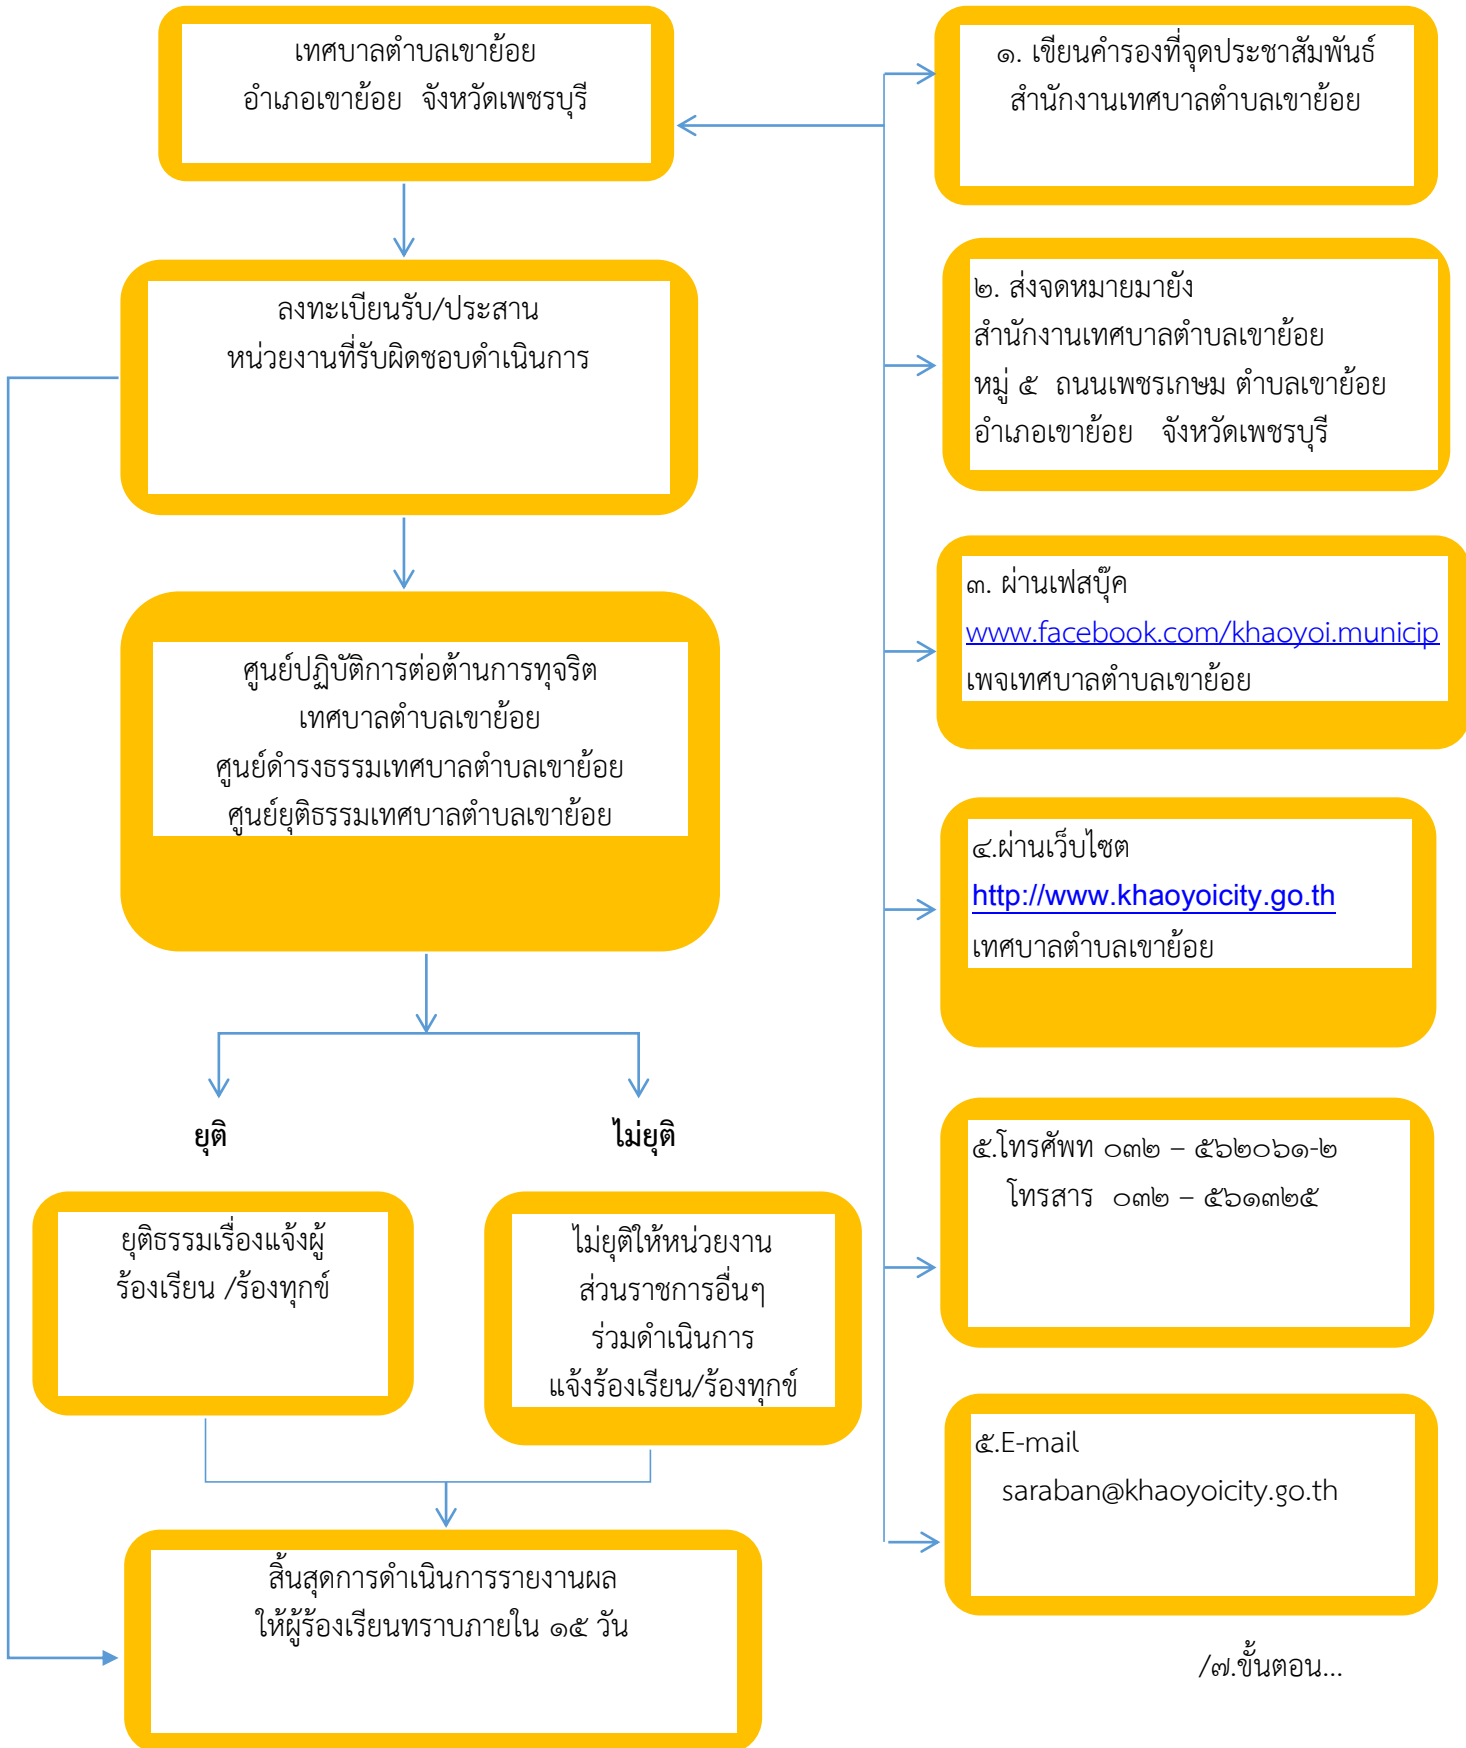 เทศบาลตำบลเขาย้อย
อำเภอเขาย้อย จังหวัดเพชรบุรี
ลงทะเบียนรับ/ประสาน
หน่วยงานที่รับผิดชอบดำเนินการ
ศูนย์ปฏิบัติการต่อต้านการทุจริต
เทศบาลตำบลเขาย้อย
ศูนย์ดำรงธรรมเทศบาลตำบลเขาย้อย
ศูนย์ยุติธรรมเทศบาลตำบลเขาย้อย
ยุติ
ไม่ยุติ
ยุติธรรมเรื่องแจ้งผู้
ร้องเรียน /ร้องทุกข์
ไม่ยุติให้หน่วยงาน
ส่วนราชการอื่นๆ
ร่วมดำเนินการ
แจ้งร้องเรียน/ร้องทุกข์
สิ้นสุดการดำเนินการรายงานผล
ให้ผู้ร้องเรียนทราบภายใน ๑๕ วัน
๑. เขียนคำรองที่จุดประชาสัมพันธ์
สำนักงานเทศบาลตำบลเขาย้อย
๒. ส่งจดหมายมายัง
สำนักงานเทศบาลตำบลเขาย้อย
หมู่ ๕ ถนนเพชรเกษม ตำบลเขาย้อย
อำเภอเขาย้อย จังหวัดเพชรบุรี
๓. ผ่านเฟสบุ๊ค
www.facebook.com/khaoyoi.municip
เพจเทศบาลตำบลเขาย้อย
๔.ผ่านเว็บไซต
http://www.khaoyoicity.go.th
เทศบาลตำบลเขาย้อย
๕.โทรศัพท ๐๓๒ – ๕๖๒๐๖๑-๒
โทรสาร ๐๓๒ – ๕๖๑๓๒๕
๕.E-mail
saraban@khaoyoicity.go.th
/๗.ขั้นตอน...